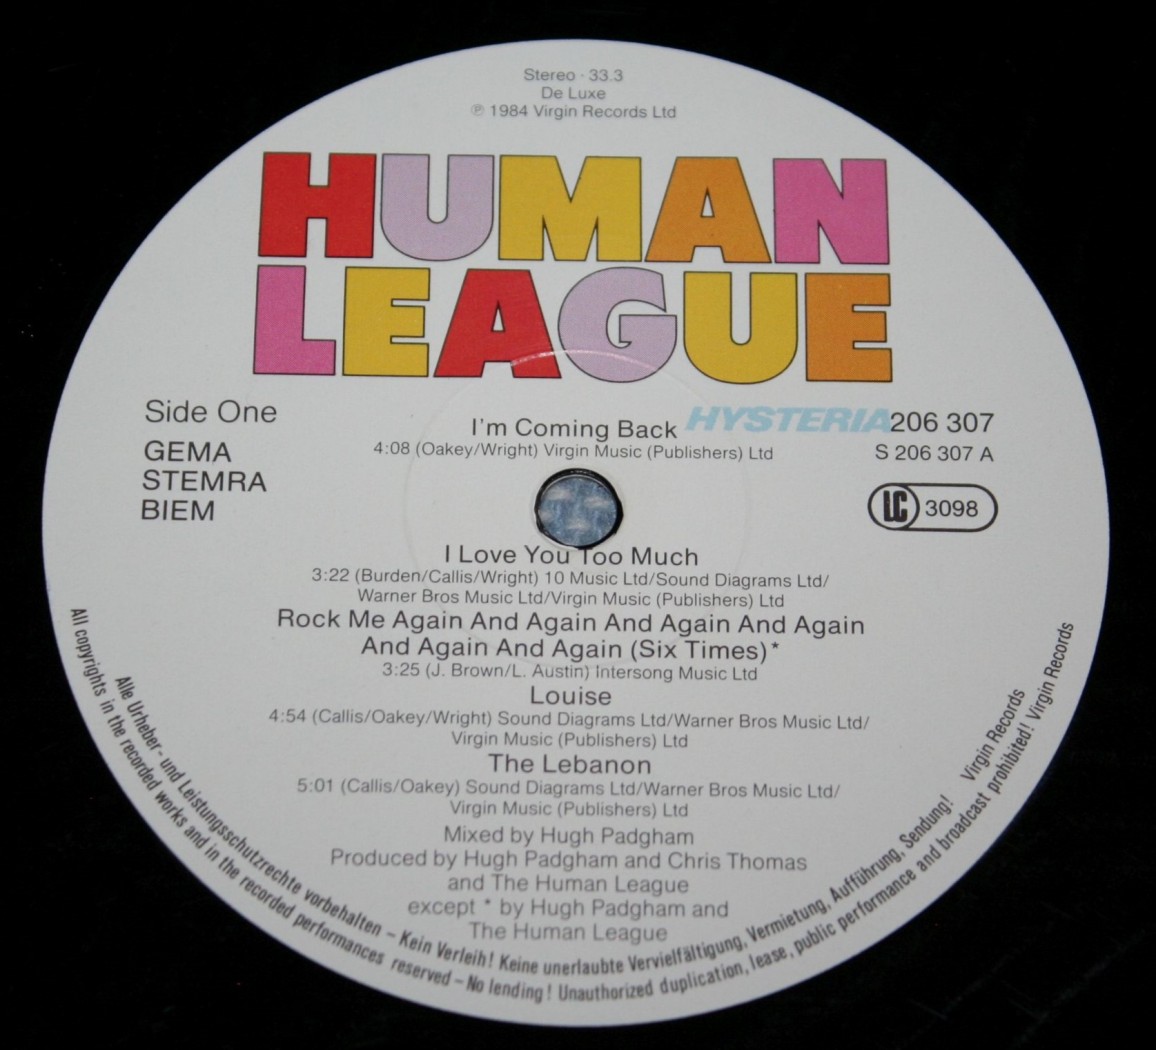 Stereo · 33.3
De Luxe
℗ 1984 Virgin Records Ltd
HUMAN
LEAGUE
HYSTERIA
Side One
GEMA
STEMRA
BIEM
206 307
S 206 307 A
LC 3098
I'm Coming Back
4:08 (Oakey/Wright) Virgin Music (Publishers) Ltd
I Love You Too Much
3:22 (Burden/Callis/Wright) 10 Music Ltd/Sound Diagrams Ltd/
Warner Bros Music Ltd/Virgin Music (Publishers) Ltd
Rock Me Again And Again And Again And Again
And Again And Again (Six Times)*
3:25 (J. Brown/L. Austin) Intersong Music Ltd
Louise
4:54 (Callis/Oakey/Wright) Sound Diagrams Ltd/Warner Bros Music Ltd/
Virgin Music (Publishers) Ltd
The Lebanon
5:01 (Callis/Oakey) Sound Diagrams Ltd/Warner Bros Music Ltd/
Virgin Music (Publishers) Ltd
Mixed by Hugh Padgham
Produced by Hugh Padgham and Chris Thomas
and The Human League
except * by Hugh Padgham and
The Human League
Alle Urheber- und Leistungsschutzrechte vorbehalten – Kein Verleih! Keine unerlaubte Vervielfältigung, Vermietung, Aufführung, Sendung! Virgin Records
All copyrights in the recorded works and in the recorded performances reserved – No lending! Unauthorized duplication, lease, public performance and broadcast prohibited! Virgin Records